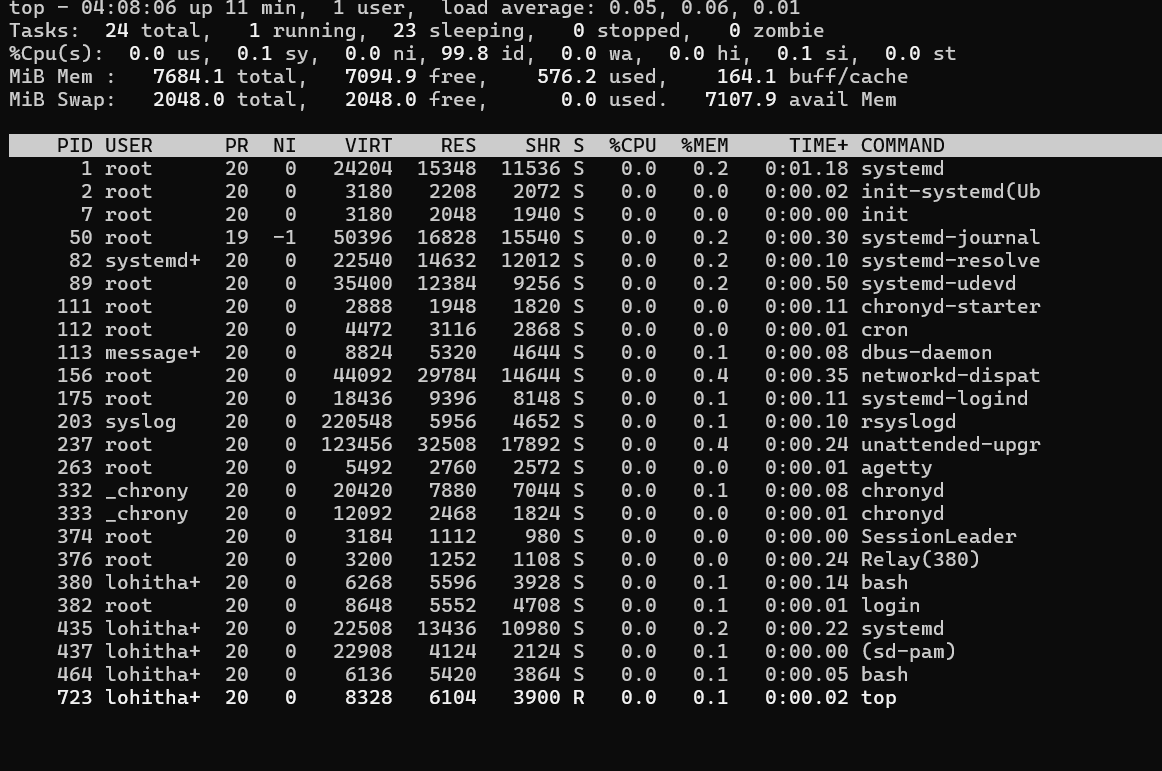 top - 04:08:06 up 11 min,  1 user,  load average: 0.05, 0.06, 0.01
Tasks:  24 total,   1 running,  23 sleeping,   0 stopped,   0 zombie
%Cpu(s):  0.0 us,  0.1 sy,  0.0 ni, 99.8 id,  0.0 wa,  0.0 hi,  0.1 si,  0.0 st
MiB Mem :   7684.1 total,   7094.9 free,    576.2 used,    164.1 buff/cache
MiB Swap:   2048.0 total,   2048.0 free,      0.0 used.   7107.9 avail Mem
PID USER      PR  NI    VIRT    RES    SHR S  %CPU  %MEM     TIME+ COMMAND
1 root      20   0   24204  15348  11536 S   0.0   0.2   0:01.18 systemd
2 root      20   0    3180   2208   2072 S   0.0   0.0   0:00.02 init-systemd(Ub
7 root      20   0    3180   2048   1940 S   0.0   0.0   0:00.00 init
50 root      19  -1   50396  16828  15540 S   0.0   0.2   0:00.30 systemd-journal
82 systemd+  20   0   22540  14632  12012 S   0.0   0.2   0:00.10 systemd-resolve
89 root      20   0   35400  12384   9256 S   0.0   0.2   0:00.50 systemd-udevd
111 root      20   0    2888   1948   1820 S   0.0   0.0   0:00.11 chronyd-starter
112 root      20   0    4472   3116   2868 S   0.0   0.0   0:00.01 cron
113 message+  20   0    8824   5320   4644 S   0.0   0.1   0:00.08 dbus-daemon
156 root      20   0   44092  29784  14644 S   0.0   0.4   0:00.35 networkd-dispat
175 root      20   0   18436   9396   8148 S   0.0   0.1   0:00.11 systemd-logind
203 syslog    20   0  220548   5956   4652 S   0.0   0.1   0:00.10 rsyslogd
237 root      20   0  123456  32508  17892 S   0.0   0.4   0:00.24 unattended-upgr
263 root      20   0    5492   2760   2572 S   0.0   0.0   0:00.01 agetty
332 _chrony   20   0   20420   7880   7044 S   0.0   0.1   0:00.08 chronyd
333 _chrony   20   0   12092   2468   1824 S   0.0   0.0   0:00.01 chronyd
374 root      20   0    3184   1112    980 S   0.0   0.0   0:00.00 SessionLeader
376 root      20   0    3200   1252   1108 S   0.0   0.0   0:00.24 Relay(380)
380 lohitha+  20   0    6268   5596   3928 S   0.0   0.1   0:00.14 bash
382 root      20   0    8648   5552   4708 S   0.0   0.1   0:00.01 login
435 lohitha+  20   0   22508  13436  10980 S   0.0   0.2   0:00.22 systemd
437 lohitha+  20   0   22908   4124   2124 S   0.0   0.1   0:00.00 (sd-pam)
464 lohitha+  20   0    6136   5420   3864 S   0.0   0.1   0:00.05 bash
723 lohitha+  20   0    8328   6104   3900 R   0.0   0.1   0:00.02 top